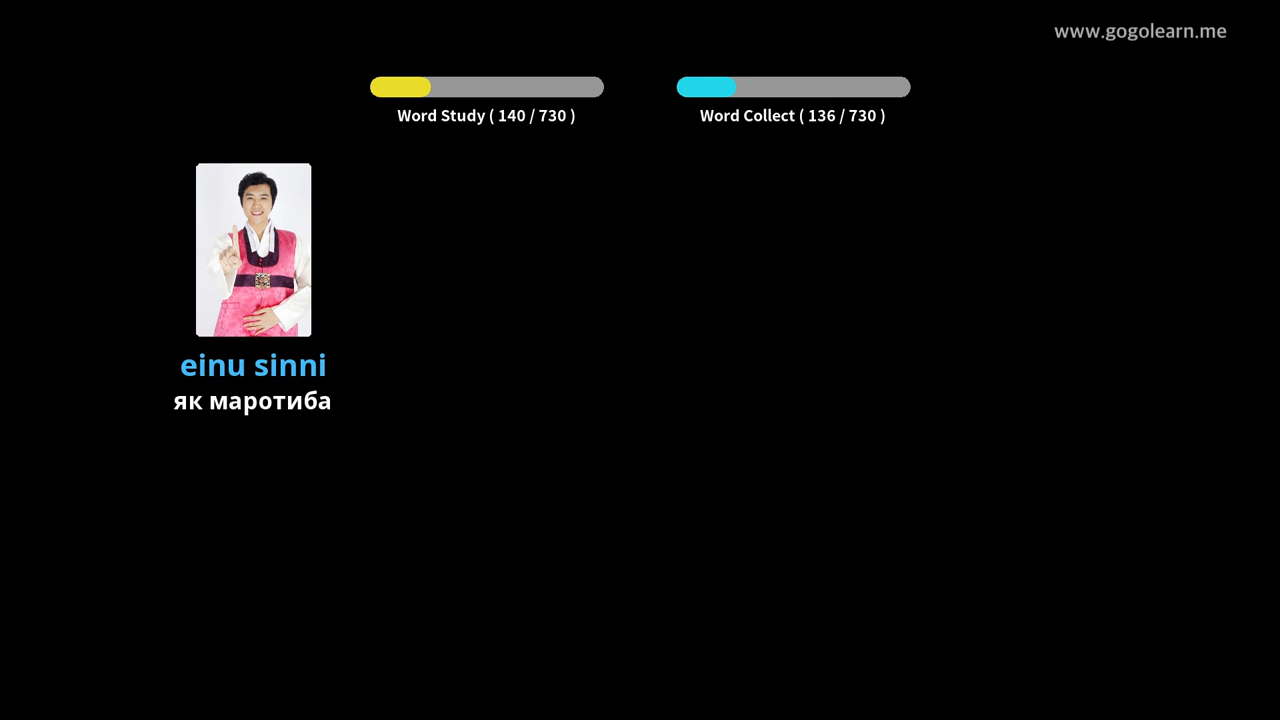 www.gogolearn.me
Word Study ( 140 / 730 )
Word Collect ( 136 / 730 )
einu sinni
як маротиба